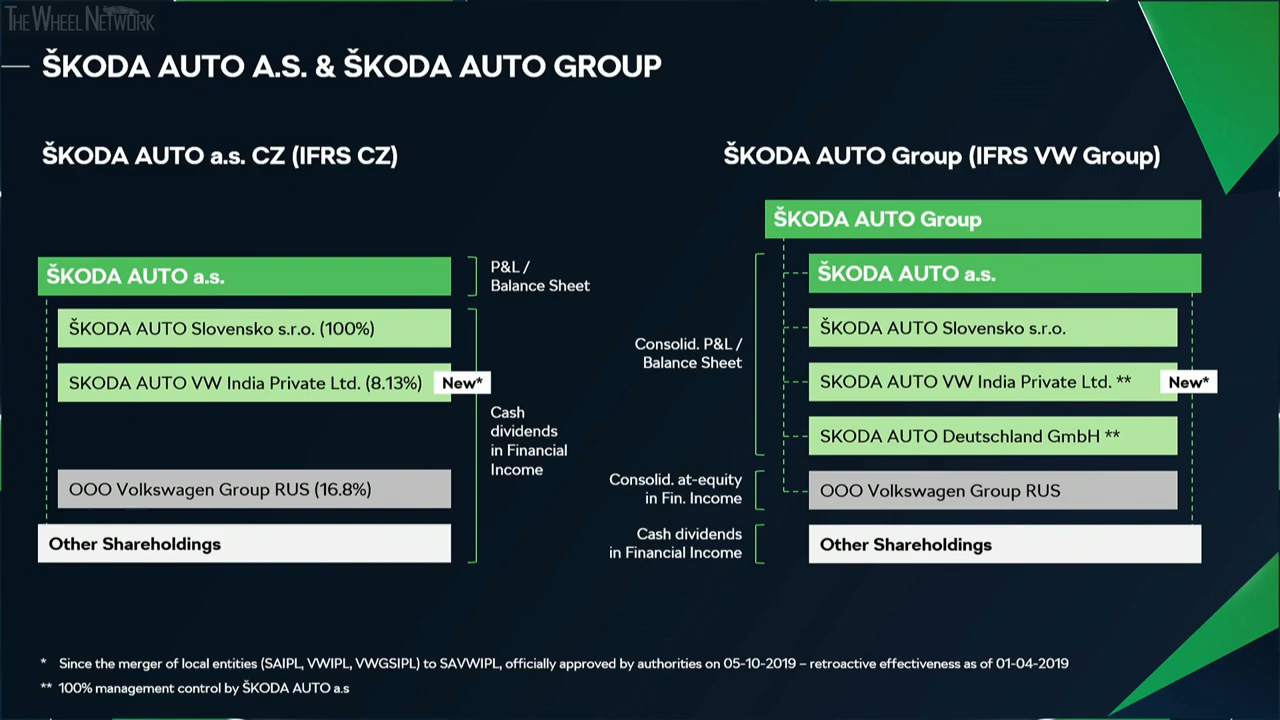 THE WHEEL NETWORK
ŠKODA AUTO A.S. & ŠKODA AUTO GROUP
ŠKODA AUTO a.s. CZ (IFRS CZ)
ŠKODA AUTO a.s.
ŠKODA AUTO Slovensko s.r.o. (100%)
SKODA AUTO VW India Private Ltd. (8.13%)
New*
OOO Volkswagen Group RUS (16.8%)
Other Shareholdings
P&L /
Balance Sheet
Cash
dividends
in Financial
Income
ŠKODA AUTO Group (IFRS VW Group)
ŠKODA AUTO Group
ŠKODA AUTO a.s.
ŠKODA AUTO Slovensko s.r.o.
SKODA AUTO VW India Private Ltd. **
New*
SKODA AUTO Deutschland GmbH **
OOO Volkswagen Group RUS
Other Shareholdings
Consolid. P&L /
Balance Sheet
Consolid. at-equity
in Fin. Income
Cash dividends
in Financial Income
* Since the merger of local entities (SAIPL, VWIPL, VWGSIPL) to SAVWIPL, officially approved by authorities on 05-10-2019 – retroactive effectiveness as of 01-04-2019
** 100% management control by ŠKODA AUTO a.s